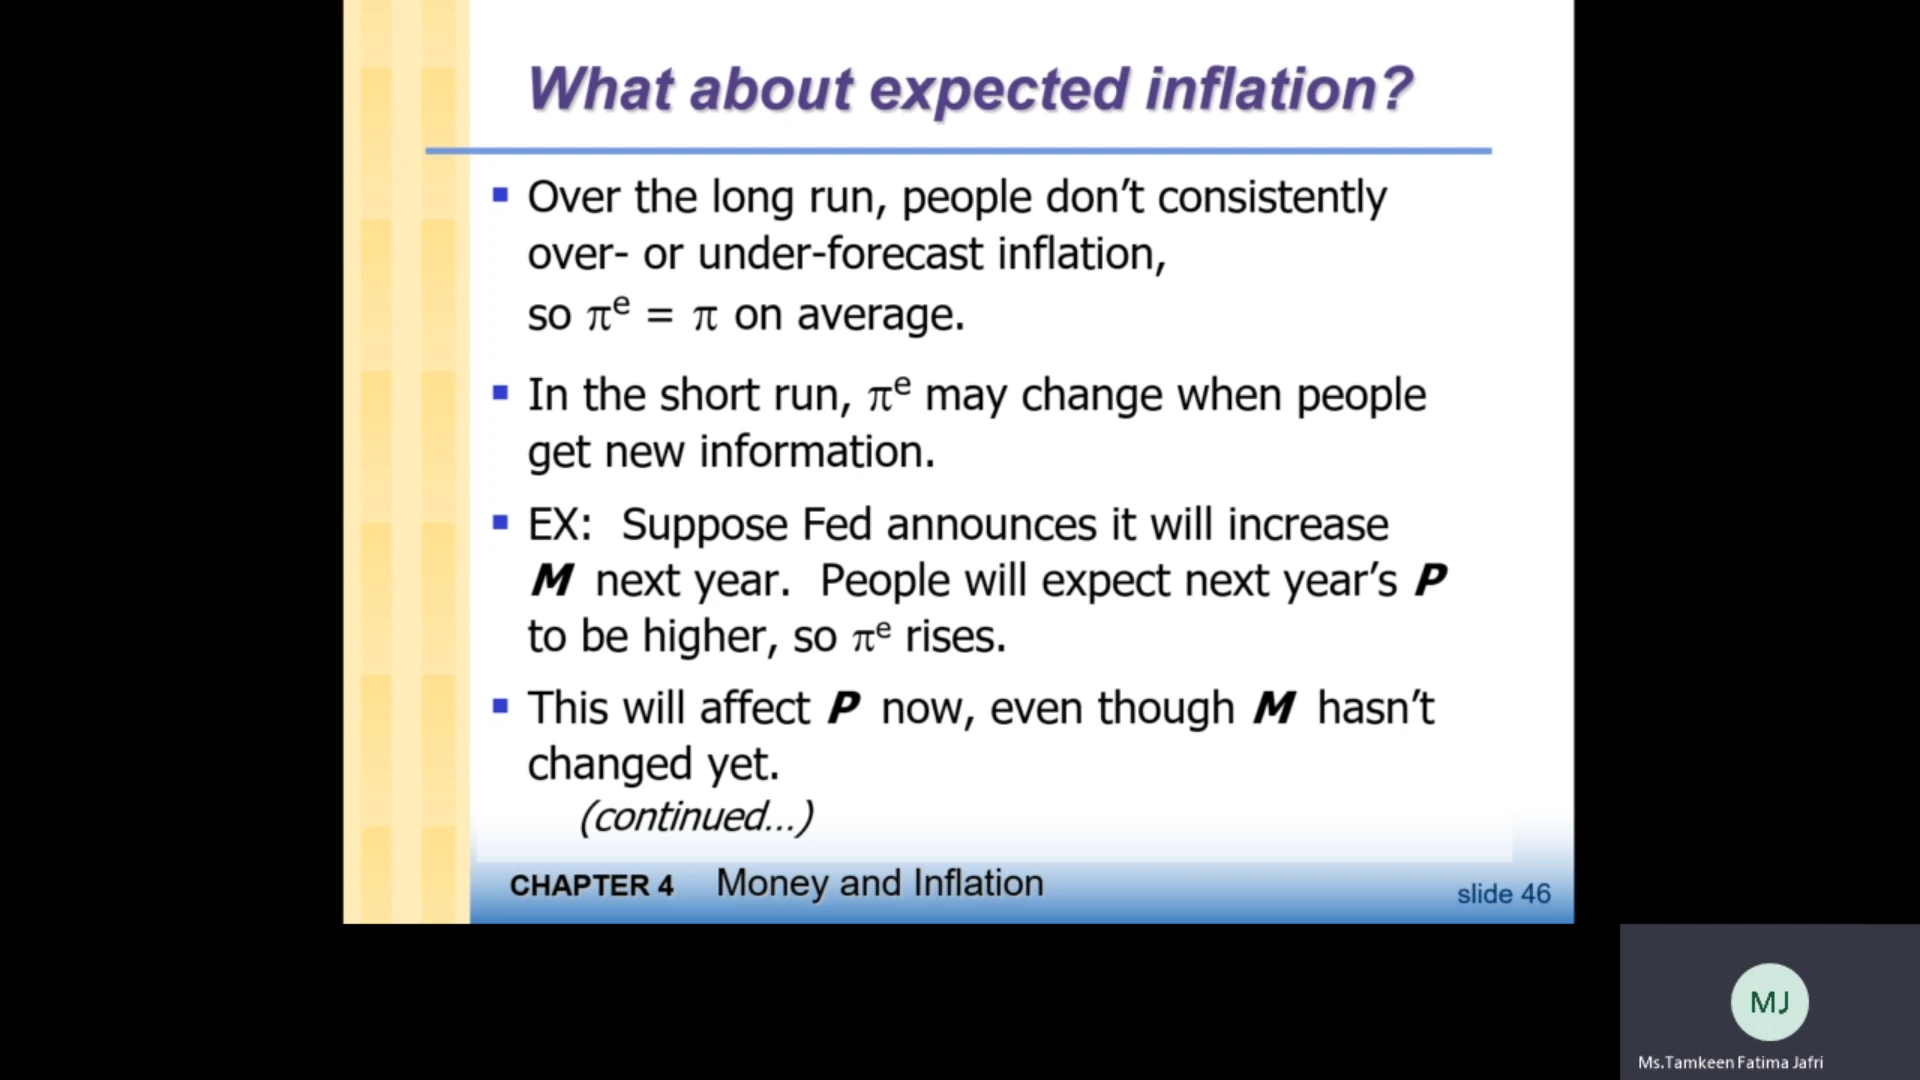 What about expected inflation?
▪ Over the long run, people don’t consistently
over- or under-forecast inflation,
so πᵉ = π on average.
▪ In the short run, πᵉ may change when people
get new information.
▪ EX:  Suppose Fed announces it will increase
M next year.  People will expect next year’s P
to be higher, so πᵉ rises.
▪ This will affect P now, even though M hasn’t
changed yet.
(continued…)
CHAPTER 4 Money and Inflation
slide 46
MJ
Ms.Tamkeen Fatima Jafri